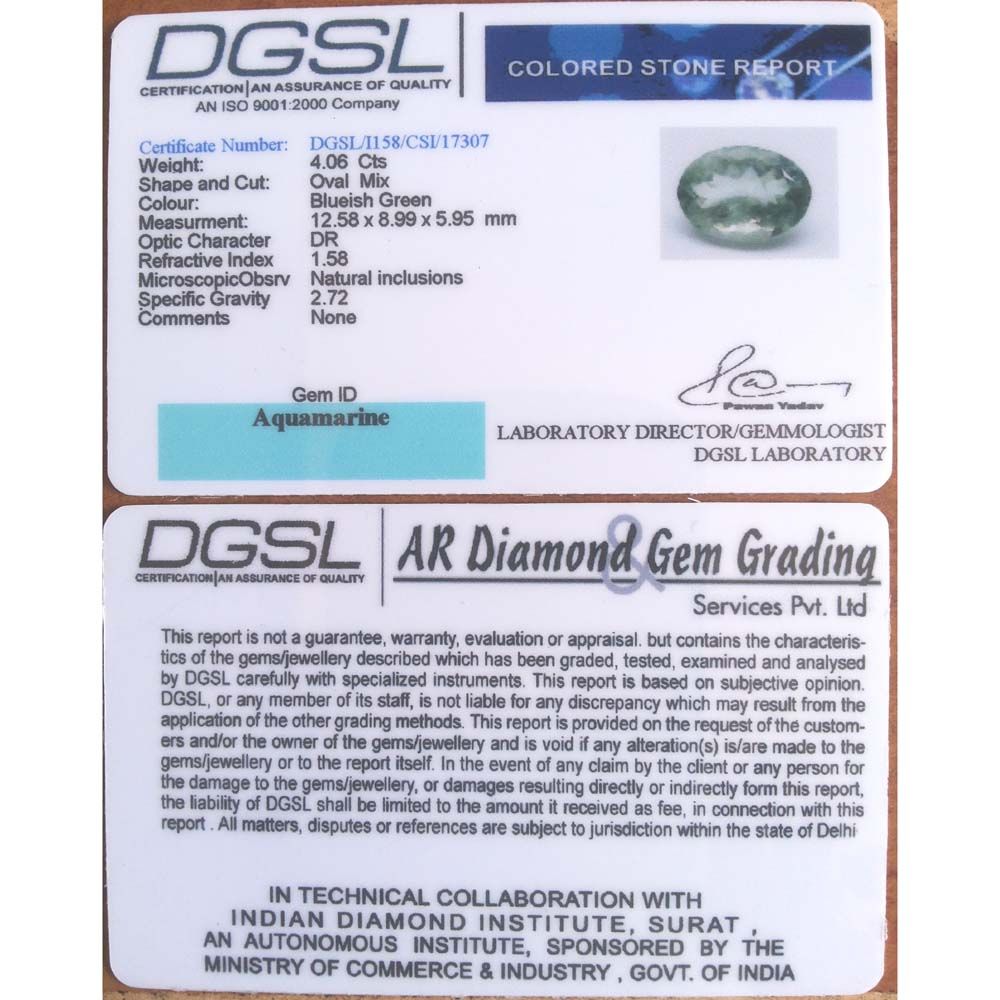 DGSL
CERTIFICATION|AN ASSURANCE OF QUALITY
AN ISO 9001:2000 Company
COLORED STONE REPORT
Certificate Number: DGSL/I158/CSI/17307
Weight: 4.06 Cts
Shape and Cut: Oval Mix
Colour: Blueish Green
Measurment: 12.58 x 8.99 x 5.95 mm
Optic Character DR
Refractive Index 1.58
MicroscopicObsrv Natural inclusions
Specific Gravity 2.72
Comments None
Gem ID
Aquamarine
Pawan Yadav
LABORATORY DIRECTOR/GEMMOLOGIST
DGSL LABORATORY
DGSL
CERTIFICATION|AN ASSURANCE OF QUALITY
AR Diamond & Gem Grading
Services Pvt. Ltd
This report is not a guarantee, warranty, evaluation or appraisal. but contains the characteris-
tics of the gems/jewellery described which has been graded, tested, examined and analysed
by DGSL carefully with specialized instruments. This report is based on subjective opinion.
DGSL, or any member of its staff, is not liable for any discrepancy which may result from the
application of the other grading methods. This report is provided on the request of the custom-
ers and/or the owner of the gems/jewellery and is void if any alteration(s) is/are made to the
gems/jewellery or to the report itself. In the event of any claim by the client or any person for
the damage to the gems/jewellery, or damages resulting directly or indirectly form this report,
the liability of DGSL shall be limited to the amount it received as fee, in connection with this
report . All matters, disputes or references are subject to jurisdiction within the state of Delhi
IN TECHNICAL COLLABORATION WITH
INDIAN DIAMOND INSTITUTE, SURAT ,
AN AUTONOMOUS INSTITUTE, SPONSORED BY THE
MINISTRY OF COMMERCE & INDUSTRY , GOVT. OF INDIA